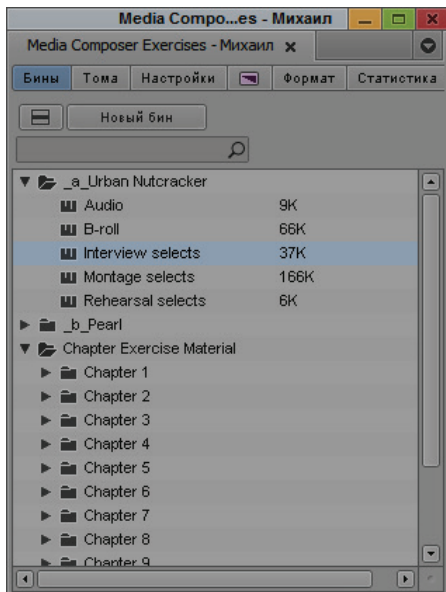 Media Compo...es - Михаил
Media Composer Exercises - Михаил
Бины Тома Настройки Формат Статистика
Новый бин
_a_Urban Nutcracker
Audio 9K
B-roll 66K
Interview selects 37K
Montage selects 166K
Rehearsal selects 6K
_b_Pearl
Chapter Exercise Material
Chapter 1
Chapter 2
Chapter 3
Chapter 4
Chapter 5
Chapter 6
Chapter 7
Chapter 8
Chapter 9